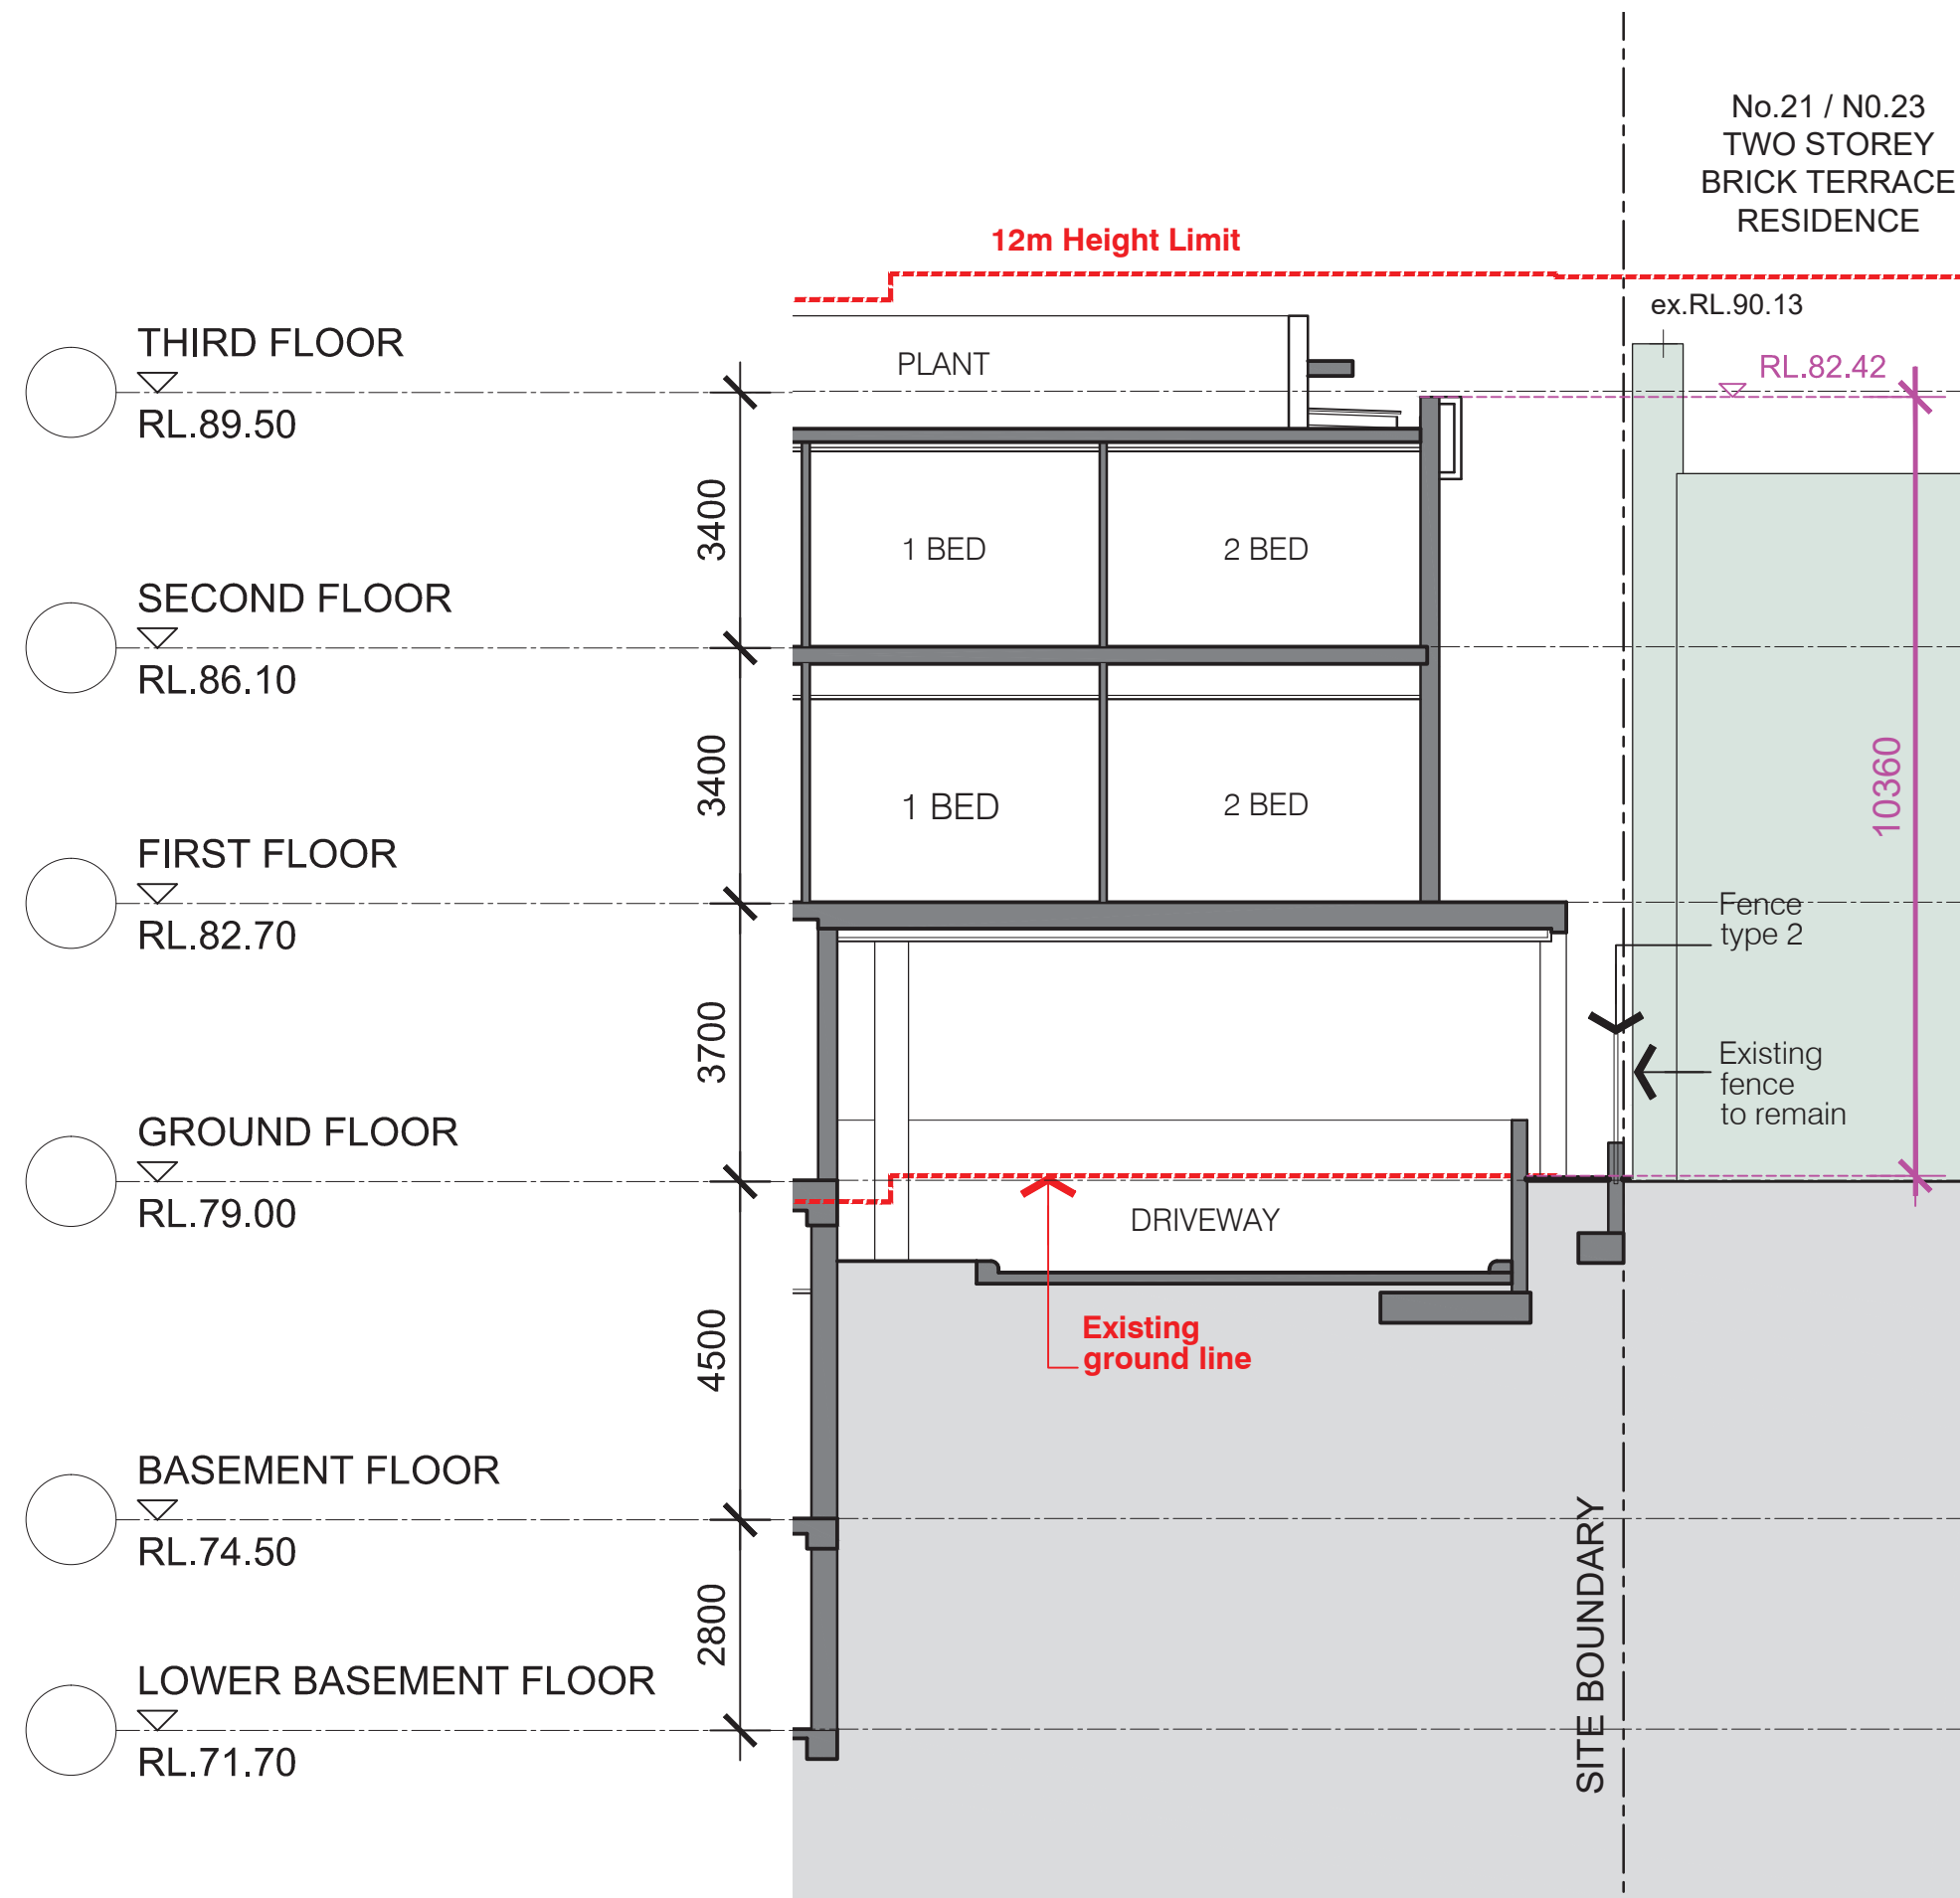 No.21 / N0.23
TWO STOREY
BRICK TERRACE
RESIDENCE
12m Height Limit
ex.RL.90.13
THIRD FLOOR
RL.89.50
PLANT
RL.82.42
3400
1 BED
2 BED
SECOND FLOOR
RL.86.10
3400
1 BED
2 BED
10360
FIRST FLOOR
RL.82.70
Fence
type 2
3700
Existing
fence
to remain
GROUND FLOOR
RL.79.00
DRIVEWAY
4500
Existing
ground line
BASEMENT FLOOR
RL.74.50
2800
SITE BOUNDARY
LOWER BASEMENT FLOOR
RL.71.70